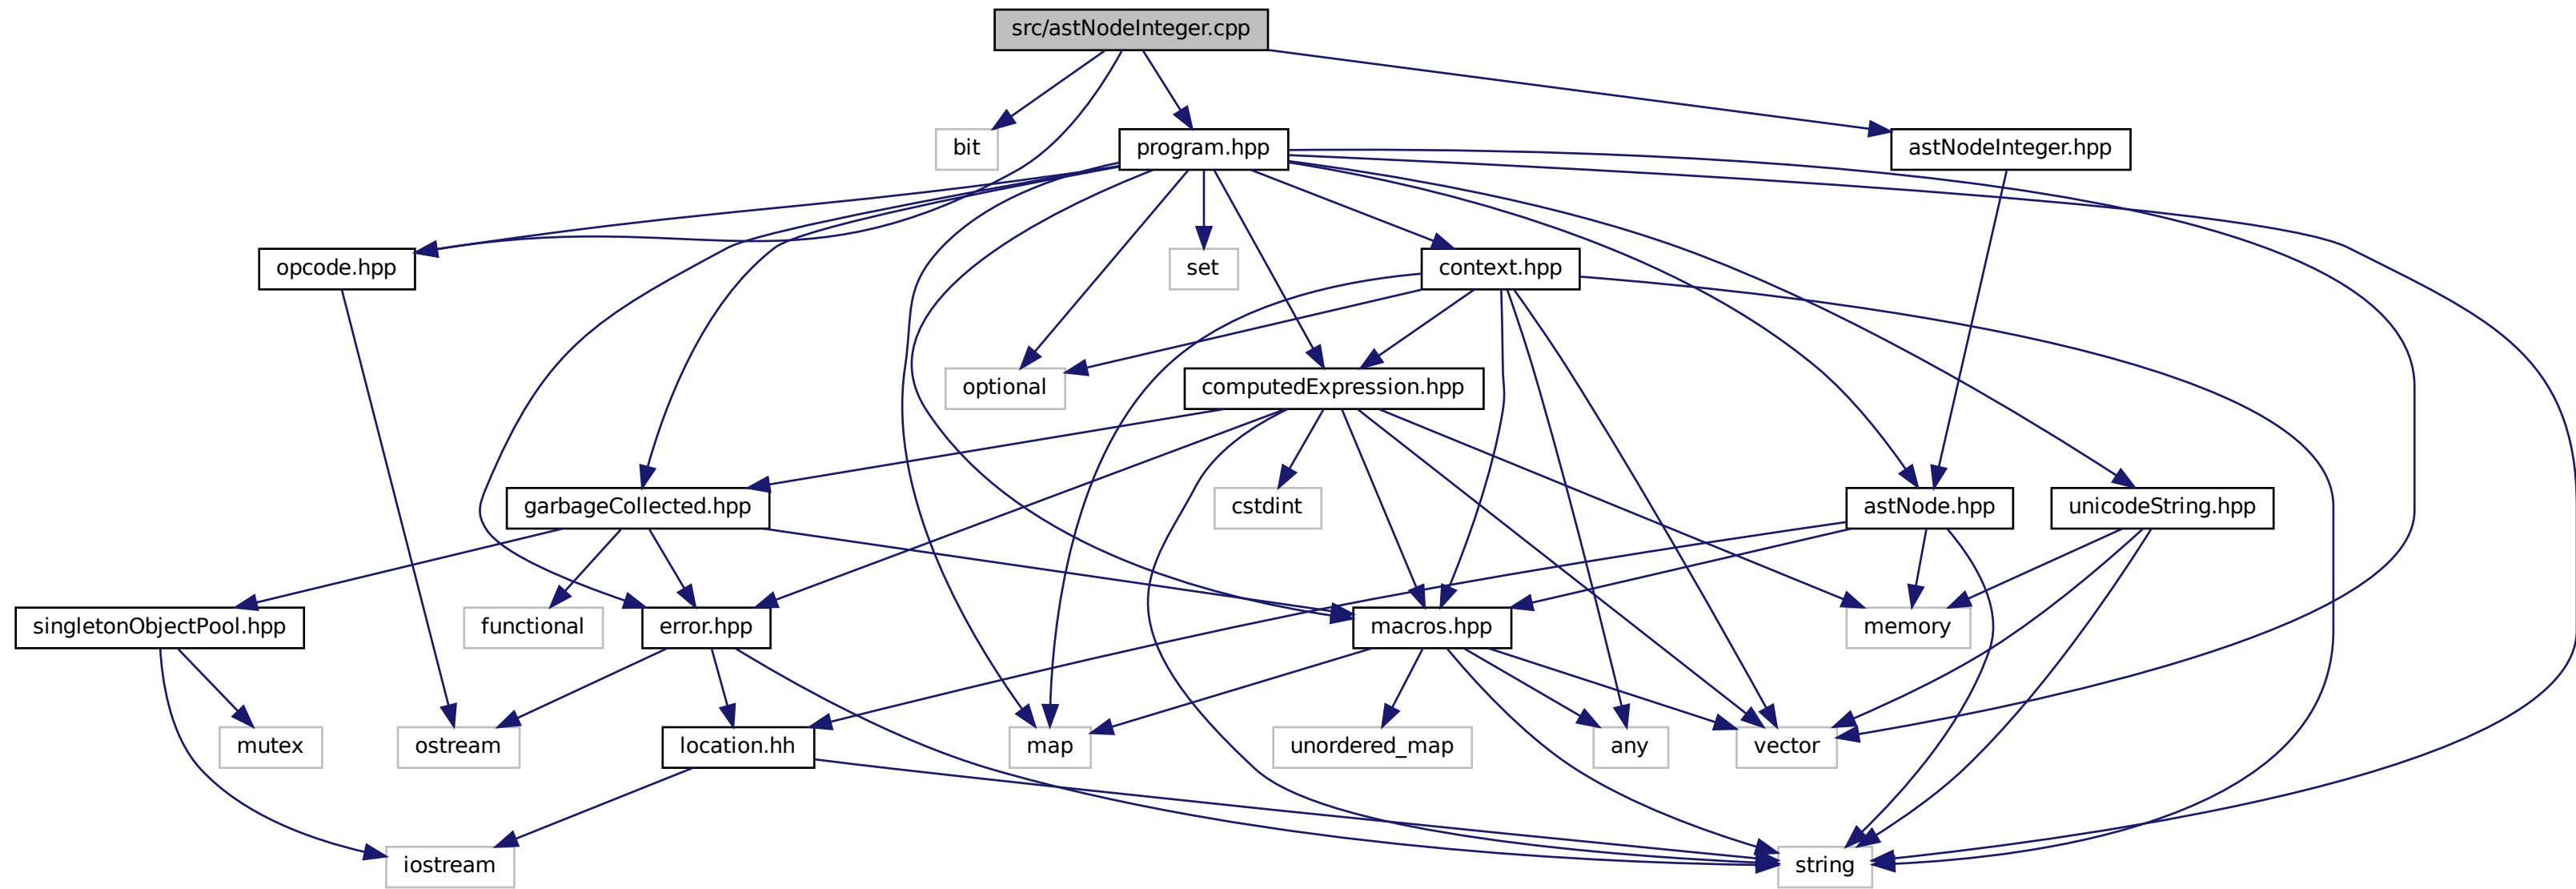 src/astNodeInteger.cpp
bit
program.hpp
astNodeInteger.hpp
opcode.hpp
set
context.hpp
optional
computedExpression.hpp
garbageCollected.hpp
cstdint
astNode.hpp
unicodeString.hpp
singletonObjectPool.hpp
functional
error.hpp
macros.hpp
memory
mutex
ostream
location.hh
map
unordered_map
any
vector
iostream
string